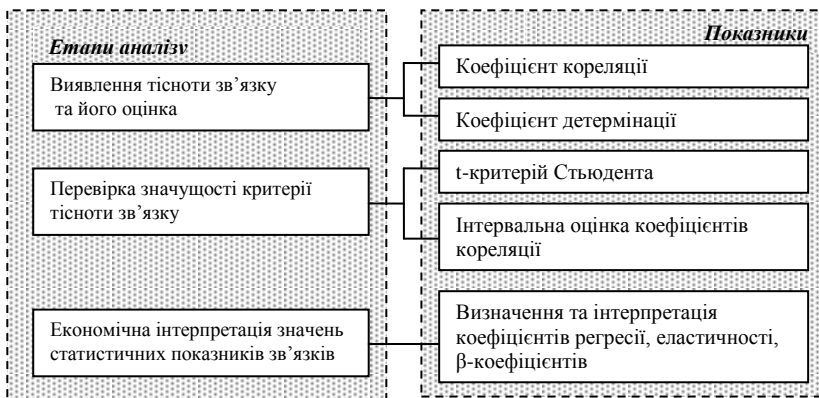 Етапи аналізу
Виявлення тісноти зв’язку
та його оцінка
Перевірка значущості критерії
тісноти зв’язку
Економічна інтерпретація значень
статистичних показників зв’язків
Показники
Коефіцієнт кореляції
Коефіцієнт детермінації
t-критерій Стьюдента
Інтервальна оцінка коефіцієнтів
кореляції
Визначення та інтерпретація
коефіцієнтів регресії, еластичності,
β-коефіцієнтів